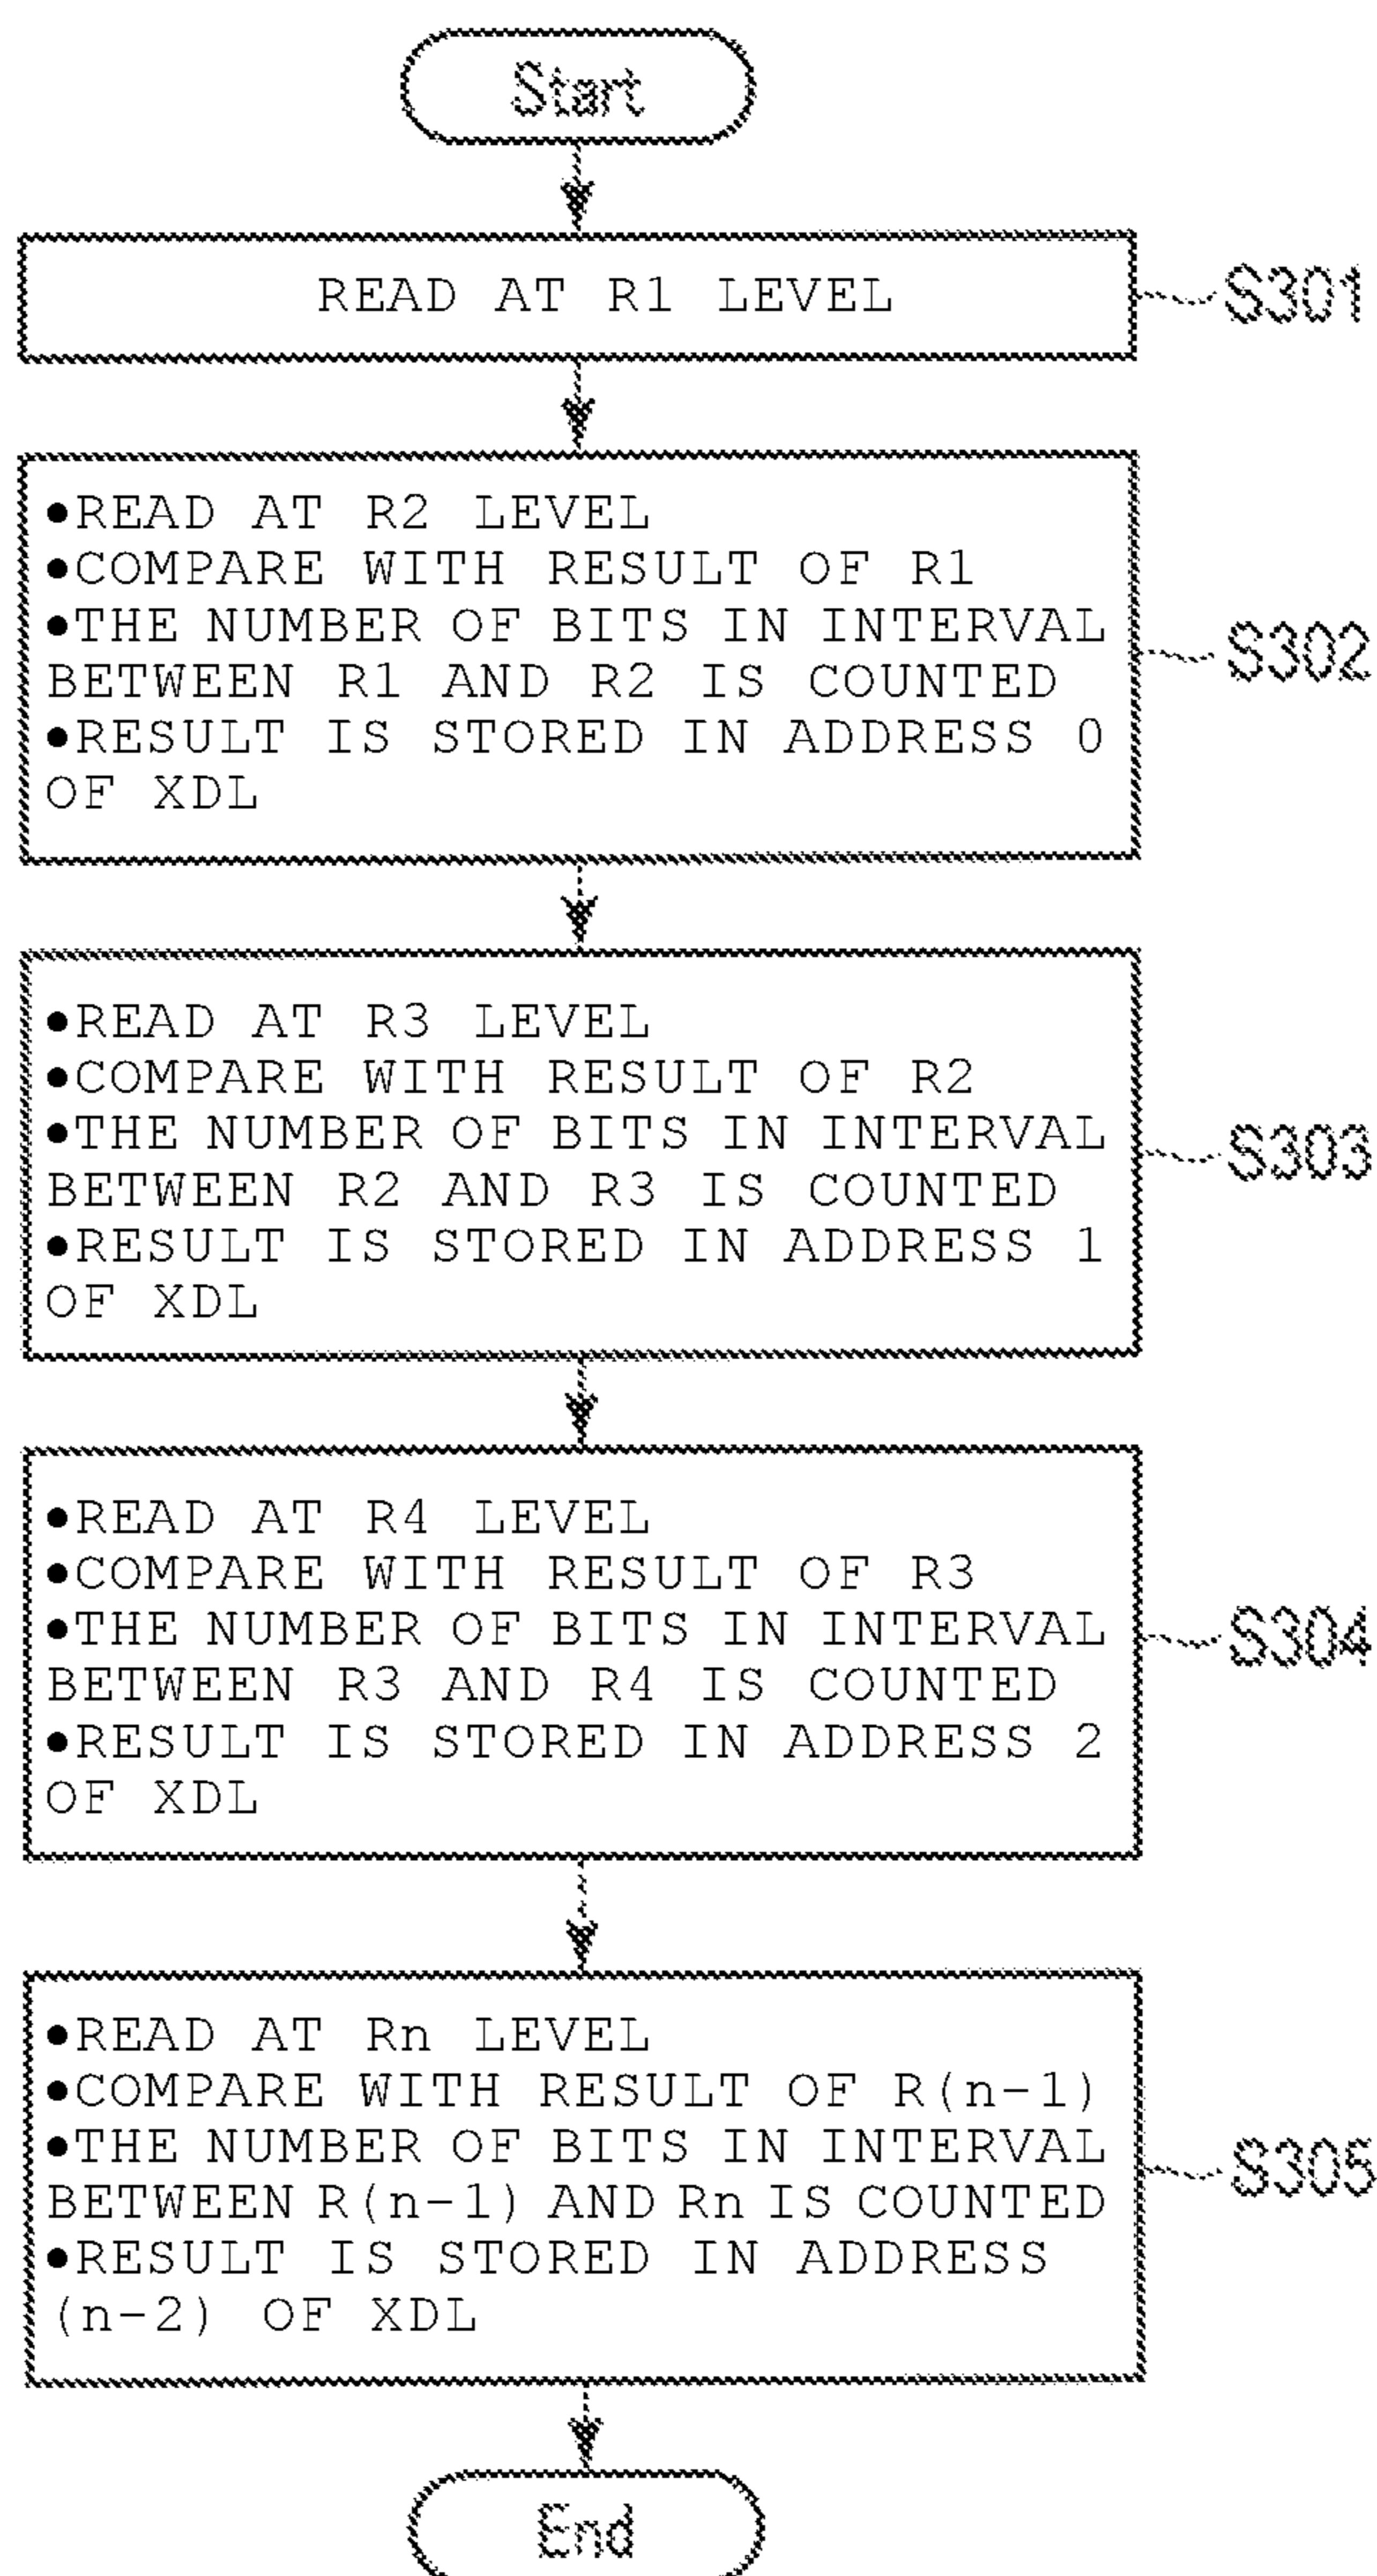 Start
READ AT R1 LEVEL
S301
●READ AT R2 LEVEL
●COMPARE WITH RESULT OF R1
●THE NUMBER OF BITS IN INTERVAL
BETWEEN R1 AND R2 IS COUNTED
●RESULT IS STORED IN ADDRESS 0
OF XDL
S302
●READ AT R3 LEVEL
●COMPARE WITH RESULT OF R2
●THE NUMBER OF BITS IN INTERVAL
BETWEEN R2 AND R3 IS COUNTED
●RESULT IS STORED IN ADDRESS 1
OF XDL
S303
●READ AT R4 LEVEL
●COMPARE WITH RESULT OF R3
●THE NUMBER OF BITS IN INTERVAL
BETWEEN R3 AND R4 IS COUNTED
●RESULT IS STORED IN ADDRESS 2
OF XDL
S304
●READ AT Rn LEVEL
●COMPARE WITH RESULT OF R(n-1)
●THE NUMBER OF BITS IN INTERVAL
BETWEEN R(n-1) AND Rn IS COUNTED
●RESULT IS STORED IN ADDRESS
(n-2) OF XDL
S305
End